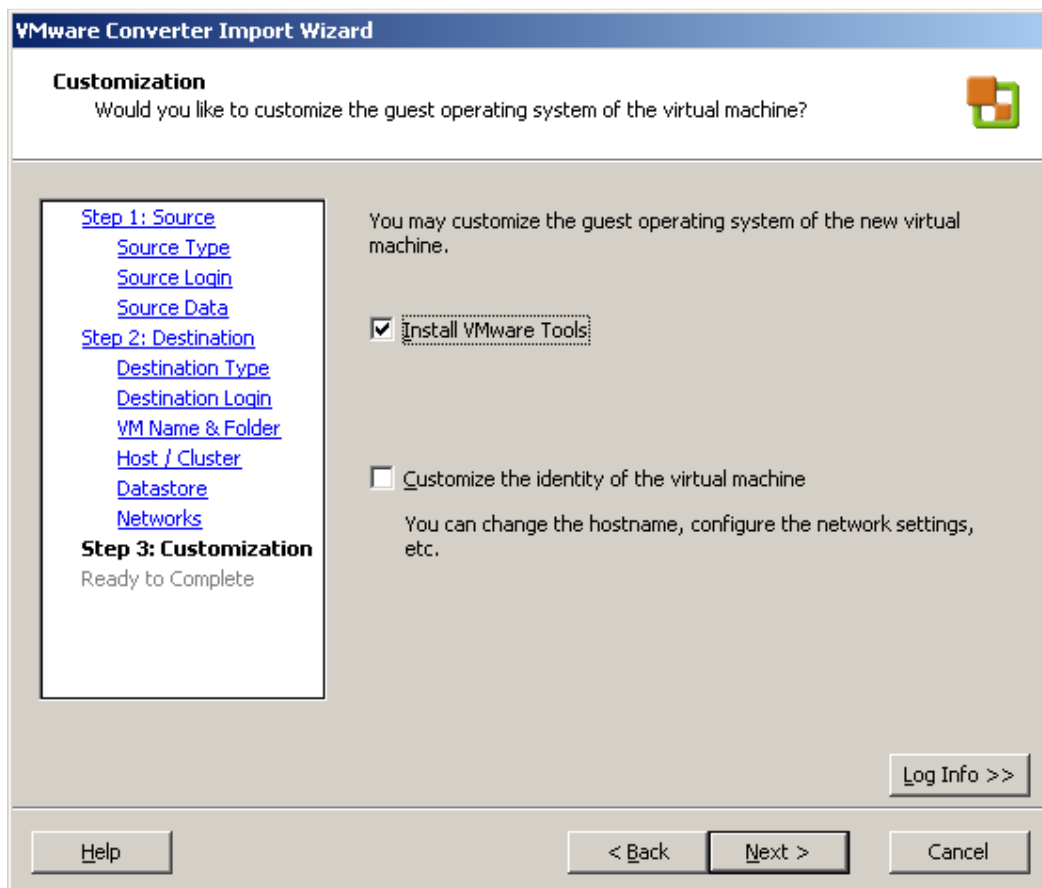 VMware Converter Import Wizard
Customization
Would you like to customize the guest operating system of the virtual machine?
Step 1: Source
Source Type
Source Login
Source Data
Step 2: Destination
Destination Type
Destination Login
VM Name & Folder
Host / Cluster
Datastore
Networks
Step 3: Customization
Ready to Complete
You may customize the guest operating system of the new virtual
machine.
Install VMware Tools
Customize the identity of the virtual machine
You can change the hostname, configure the network settings,
etc.
Log Info >>
Help
< Back
Next >
Cancel